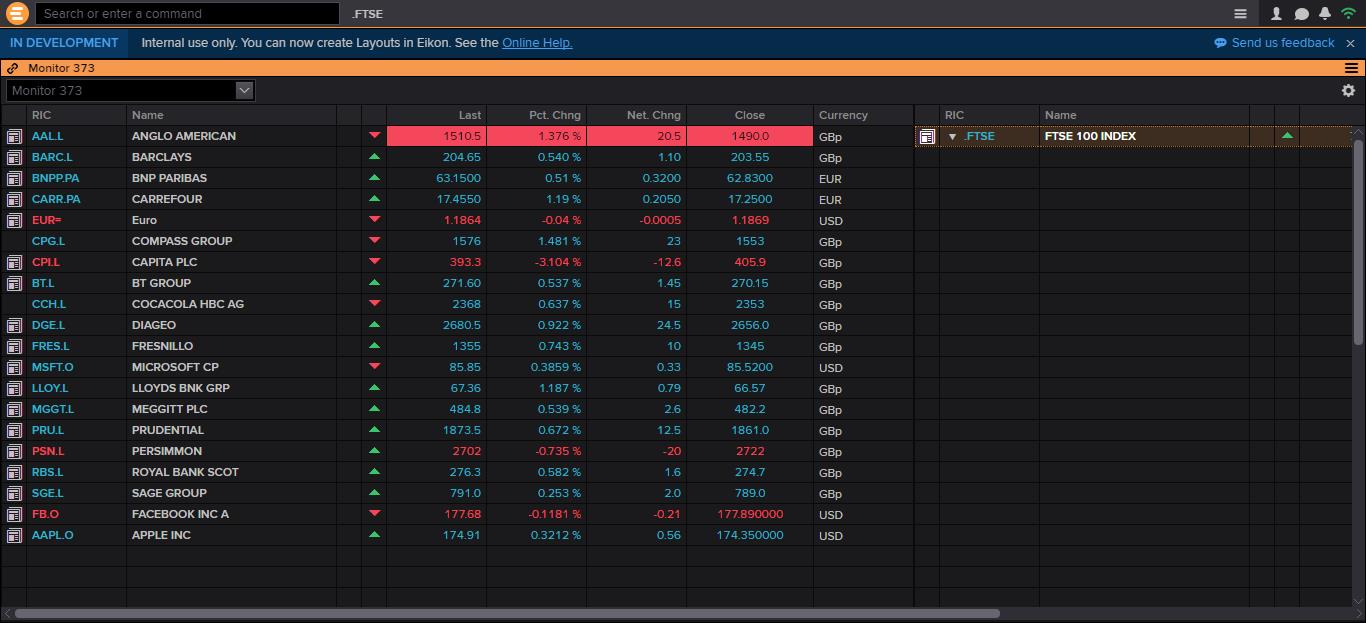 Search or enter a command .FTSE
IN DEVELOPMENT Internal use only. You can now create Layouts in Eikon. See the Online Help. Send us feedback
Monitor 373
Monitor 373
RIC Name Last Pct. Chng Net. Chng Close Currency RIC Name
AAL.L ANGLO AMERICAN 1510.5 1.376 % 20.5 1490.0 GBp .FTSE FTSE 100 INDEX
BARC.L BARCLAYS 204.65 0.540 % 1.10 203.55 GBp
BNPP.PA BNP PARIBAS 63.1500 0.51 % 0.3200 62.8300 EUR
CARR.PA CARREFOUR 17.4550 1.19 % 0.2050 17.2500 EUR
EUR= Euro 1.1864 -0.04 % -0.0005 1.1869 USD
CPG.L COMPASS GROUP 1576 1.481 % 23 1553 GBp
CPI.L CAPITA PLC 393.3 -3.104 % -12.6 405.9 GBp
BT.L BT GROUP 271.60 0.537 % 1.45 270.15 GBp
CCH.L COCACOLA HBC AG 2368 0.637 % 15 2353 GBp
DGE.L DIAGEO 2680.5 0.922 % 24.5 2656.0 GBp
FRES.L FRESNILLO 1355 0.743 % 10 1345 GBp
MSFT.O MICROSOFT CP 85.85 0.3859 % 0.33 85.5200 USD
LLOY.L LLOYDS BNK GRP 67.36 1.187 % 0.79 66.57 GBp
MGGT.L MEGGITT PLC 484.8 0.539 % 2.6 482.2 GBp
PRU.L PRUDENTIAL 1873.5 0.672 % 12.5 1861.0 GBp
PSN.L PERSIMMON 2702 -0.735 % -20 2722 GBp
RBS.L ROYAL BANK SCOT 276.3 0.582 % 1.6 274.7 GBp
SGE.L SAGE GROUP 791.0 0.253 % 2.0 789.0 GBp
FB.O FACEBOOK INC A 177.68 -0.1181 % -0.21 177.890000 USD
AAPL.O APPLE INC 174.91 0.3212 % 0.56 174.350000 USD